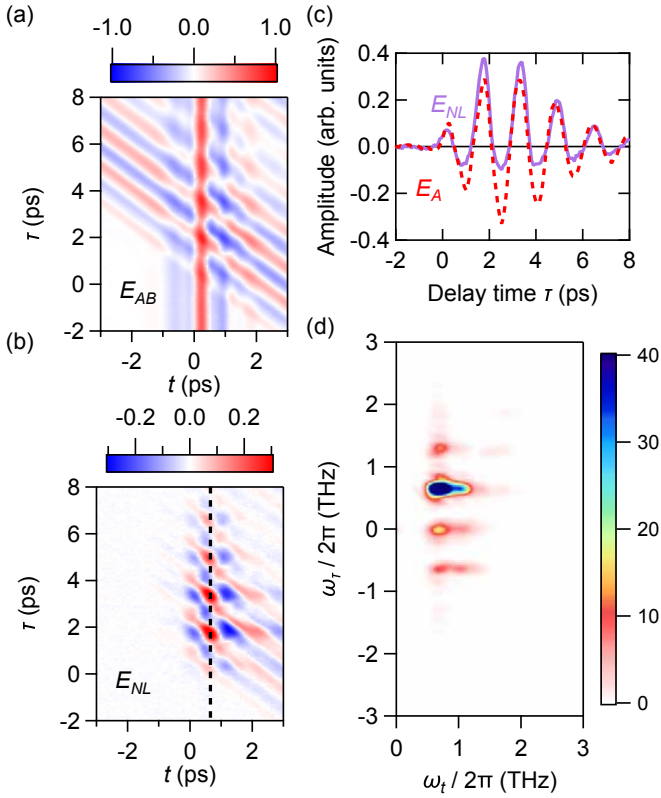 (a)
-1.0 0.0 1.0
8
6
4
2
0
-2
τ (ps)
E_AB
-2 0 2
t (ps)
(b)
-0.2 0.0 0.2
8
6
4
2
0
-2
τ (ps)
E_NL
-2 0 2
t (ps)
(c)
0.4
0.2
0.0
-0.2
-0.4
Amplitude (arb. units)
E_NL
E_A
-2 0 2 4 6 8
Delay time τ (ps)
(d)
3
2
1
0
-1
-2
-3
ω_τ / 2π (THz)
0 1 2 3
ω_t / 2π (THz)
40
30
20
10
0